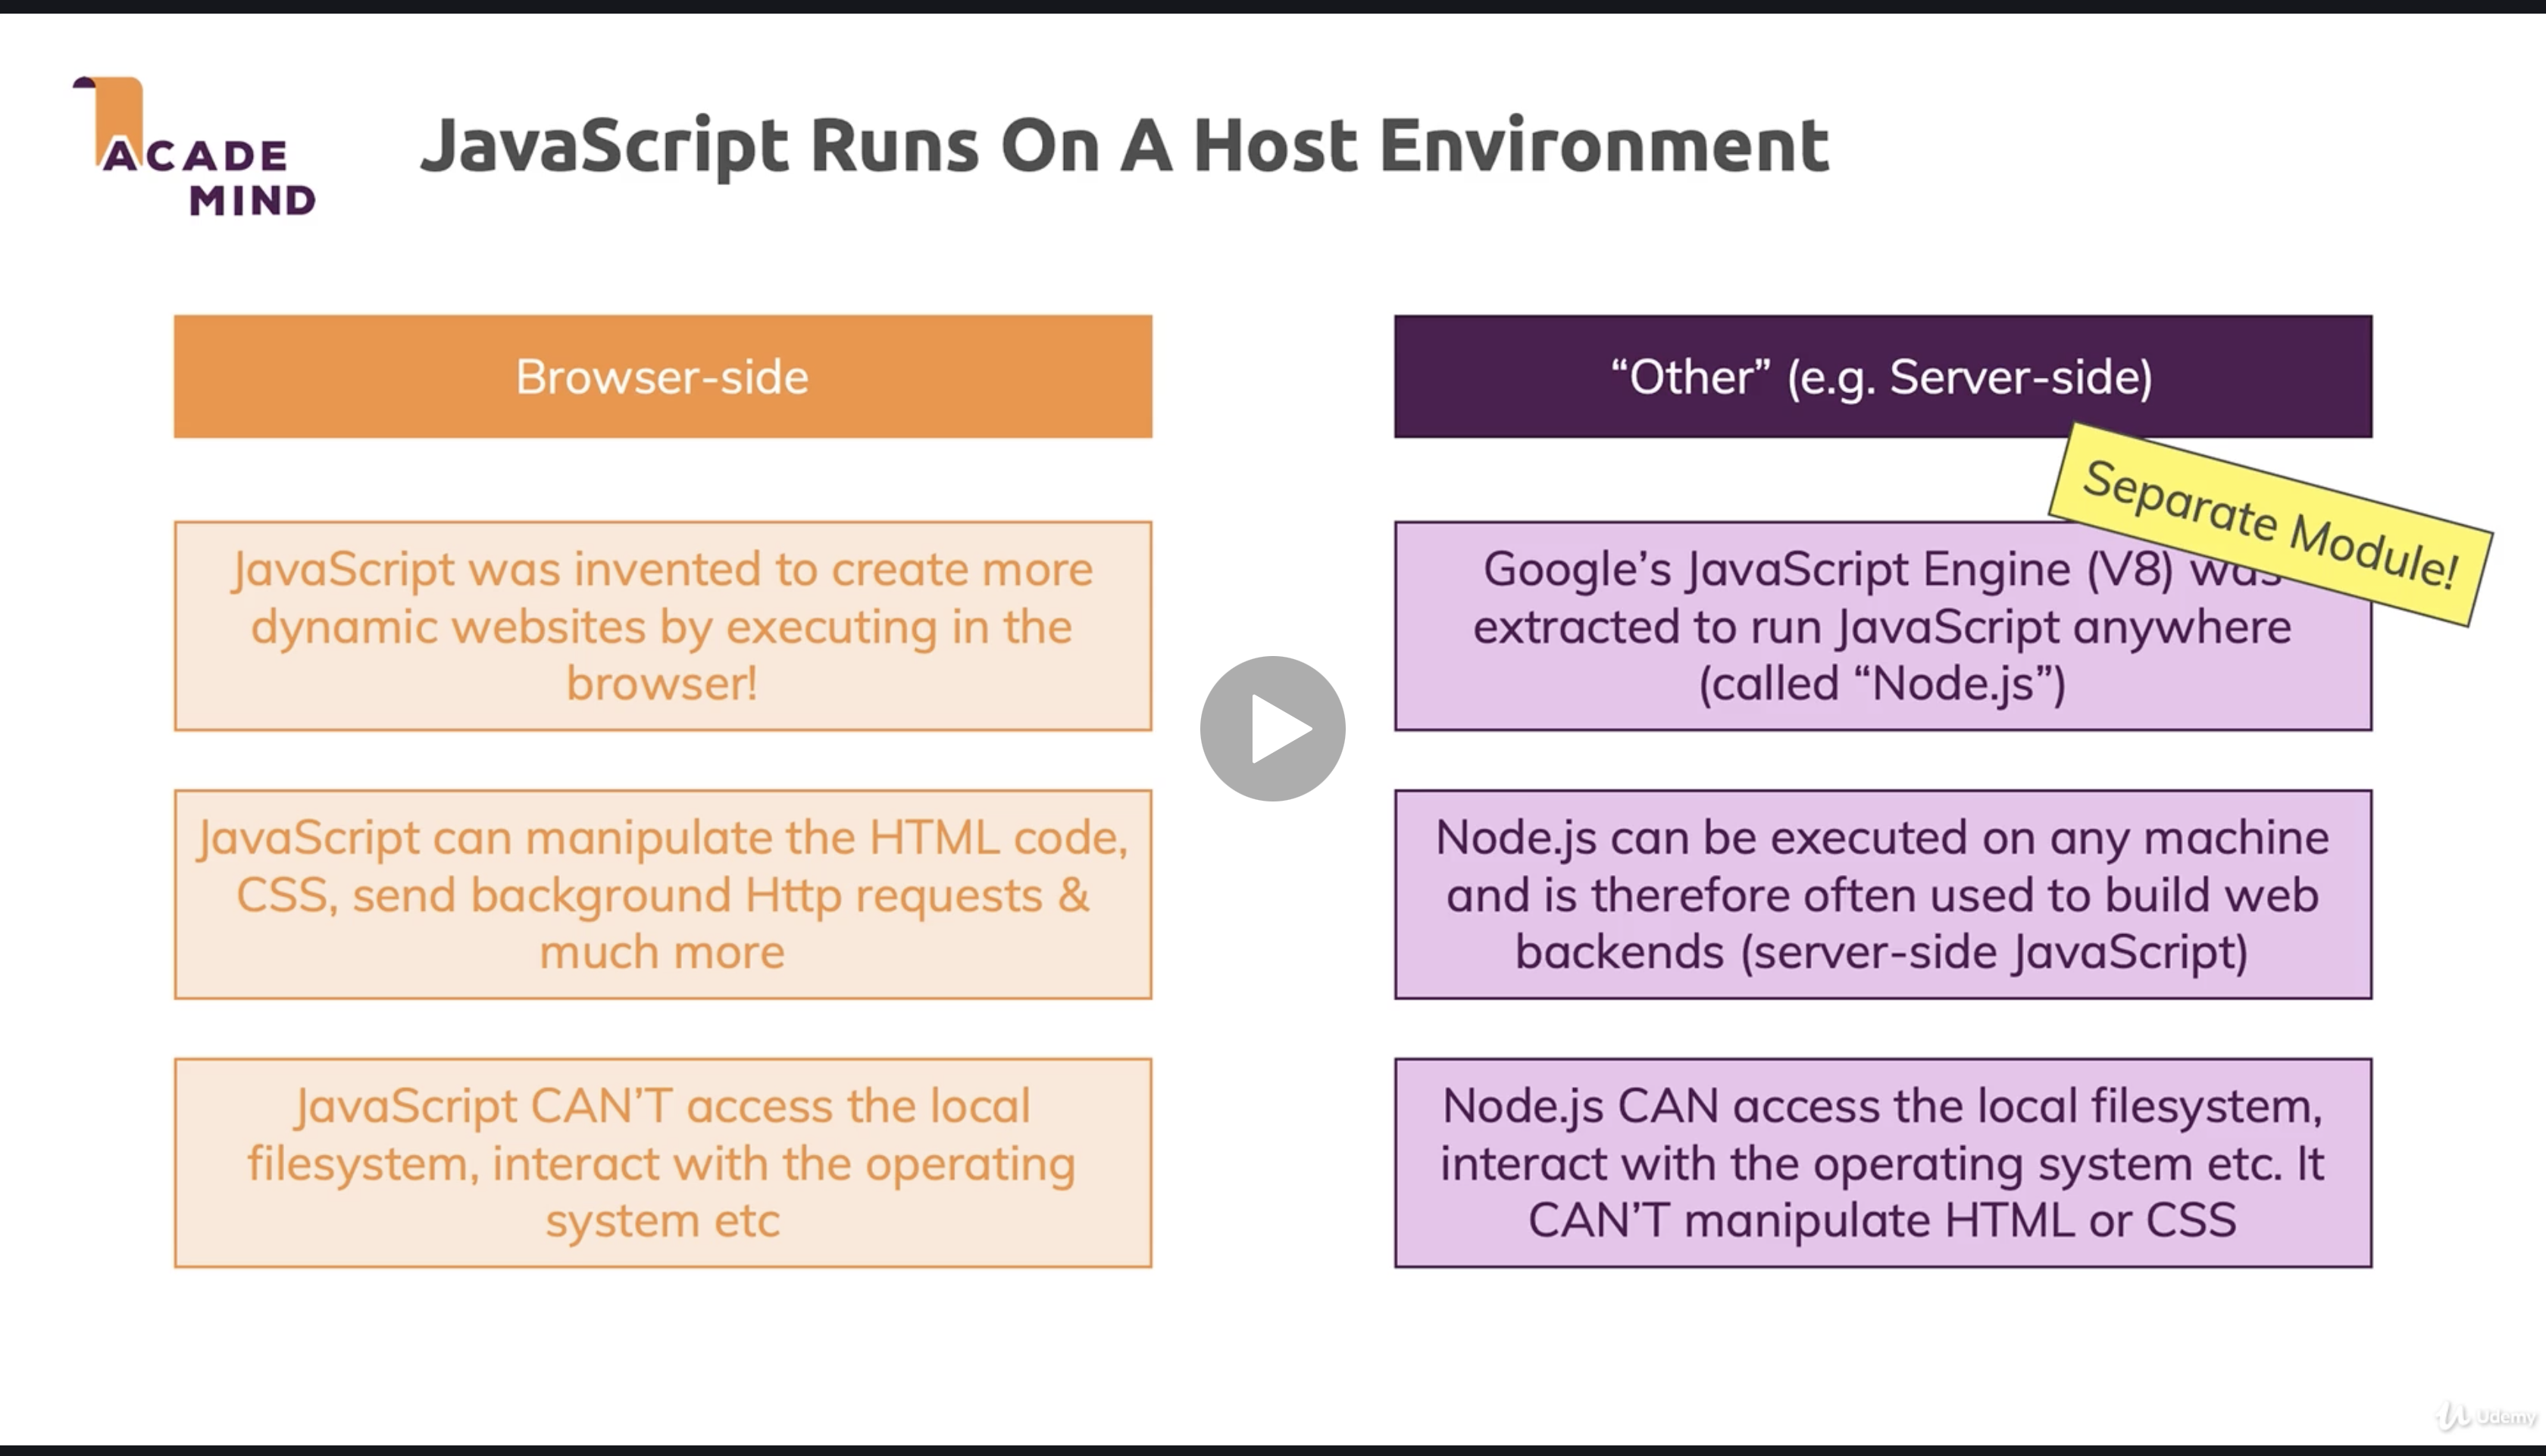 ACADE
MIND
JavaScript Runs On A Host Environment
Browser-side
JavaScript was invented to create more
dynamic websites by executing in the
browser!
JavaScript can manipulate the HTML code,
CSS, send background Http requests &
much more
JavaScript CAN’T access the local
filesystem, interact with the operating
system etc
“Other” (e.g. Server-side)
Separate Module!
Google’s JavaScript Engine (V8) was
extracted to run JavaScript anywhere
(called “Node.js”)
Node.js can be executed on any machine
and is therefore often used to build web
backends (server-side JavaScript)
Node.js CAN access the local filesystem,
interact with the operating system etc. It
CAN’T manipulate HTML or CSS
Udemy